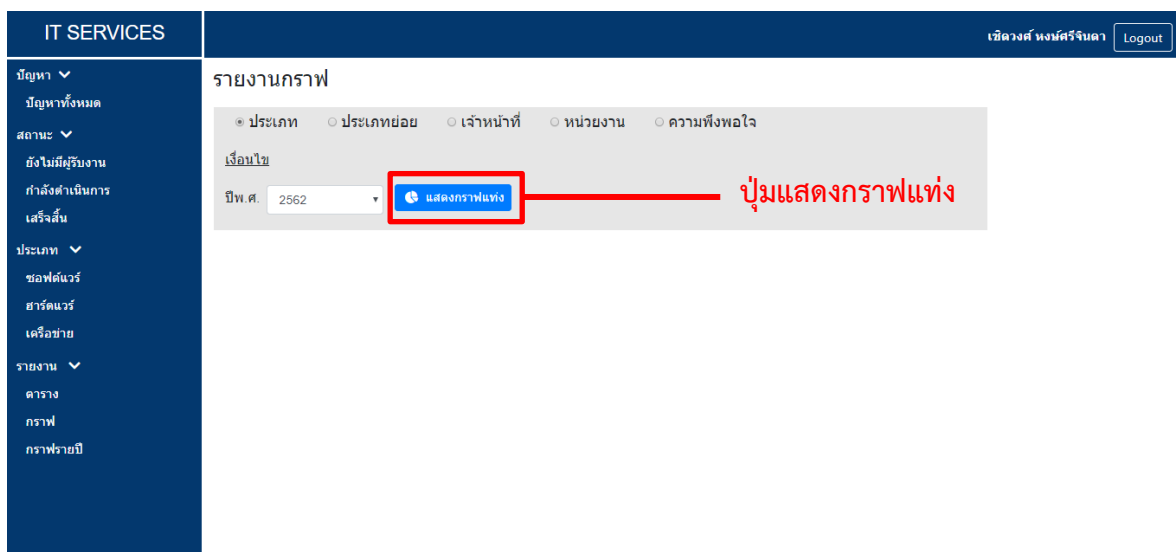 IT SERVICES
เชิดวงศ์ หงษ์ศรีจินดา Logout
ปัญหา
ปัญหาทั้งหมด
สถานะ
ยังไม่มีผู้รับงาน
กำลังดำเนินการ
เสร็จสิ้น
ประเภท
ซอฟต์แวร์
ฮาร์ดแวร์
เครือข่าย
รายงาน
ตาราง
กราฟ
กราฟรายปี
รายงานกราฟ
ประเภท ประเภทย่อย เจ้าหน้าที่ หน่วยงาน ความพึงพอใจ
เงื่อนไข
ปีพ.ศ. 2562 แสดงกราฟแท่ง ปุ่มแสดงกราฟแท่ง